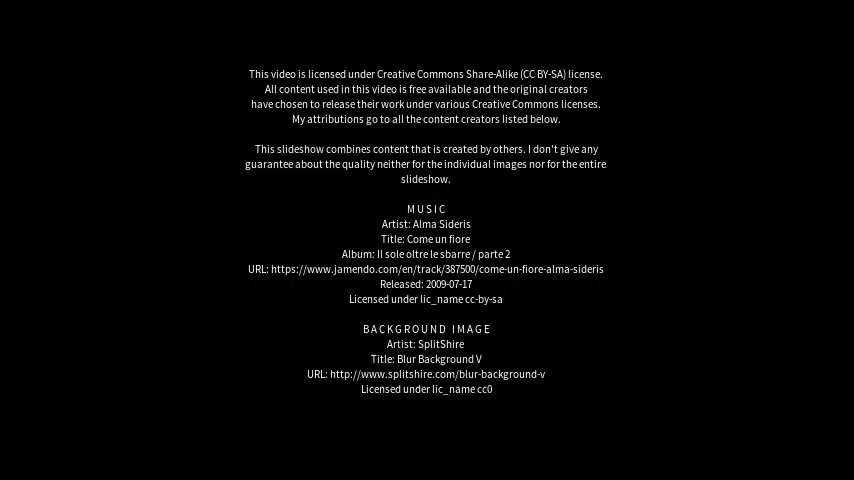 This video is licensed under Creative Commons Share-Alike (CC BY-SA) license.
All content used in this video is free available and the original creators
have chosen to release their work under various Creative Commons licenses.
My attributions go to all the content creators listed below.
This slideshow combines content that is created by others. I don't give any
guarantee about the quality neither for the individual images nor for the entire
slideshow.
MUSIC
Artist: Alma Sideris
Title: Come un fiore
Album: Il sole oltre le sbarre / parte 2
URL: https://www.jamendo.com/en/track/387500/come-un-fiore-alma-sideris
Released: 2009-07-17
Licensed under lic_name cc-by-sa
BACKGROUND IMAGE
Artist: SplitShire
Title: Blur Background V
URL: http://www.splitshire.com/blur-background-v
Licensed under lic_name cc0